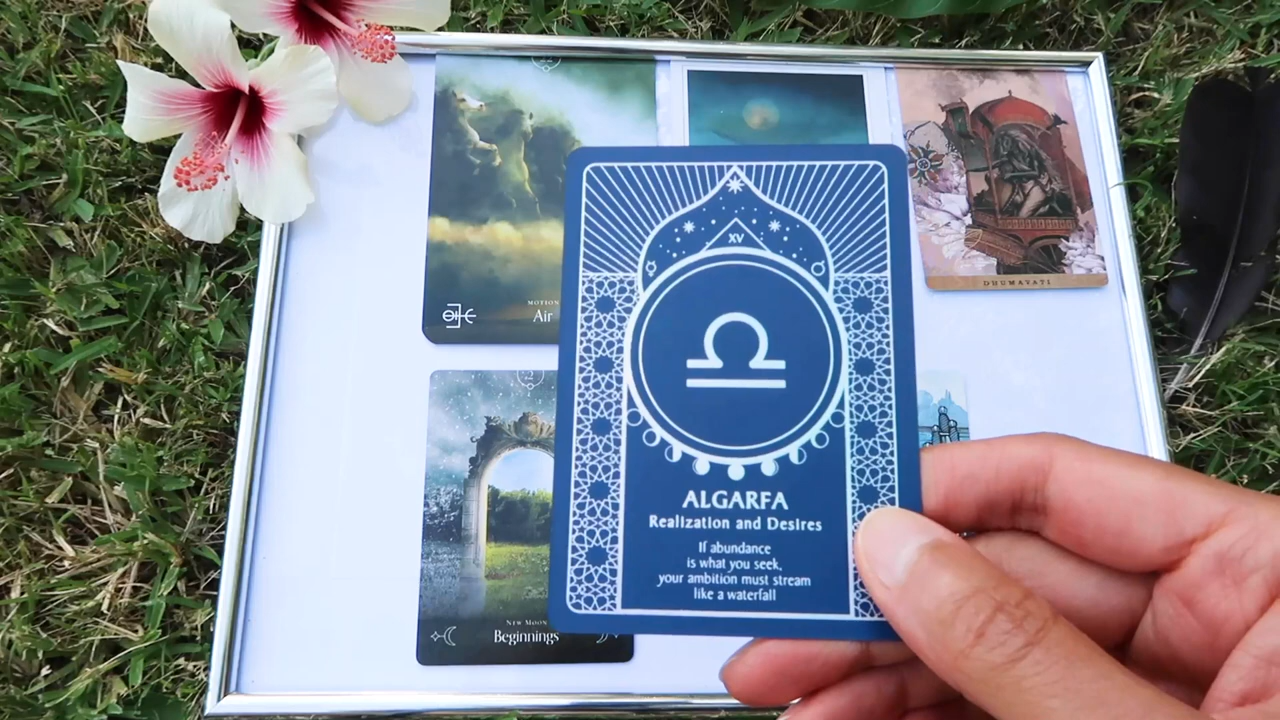 MOTION
Air
DHUMAVATI
XV
ALGARFA
Realization and Desires
If abundance
is what you seek,
your ambition must stream
like a waterfall
New Moon
Beginnings